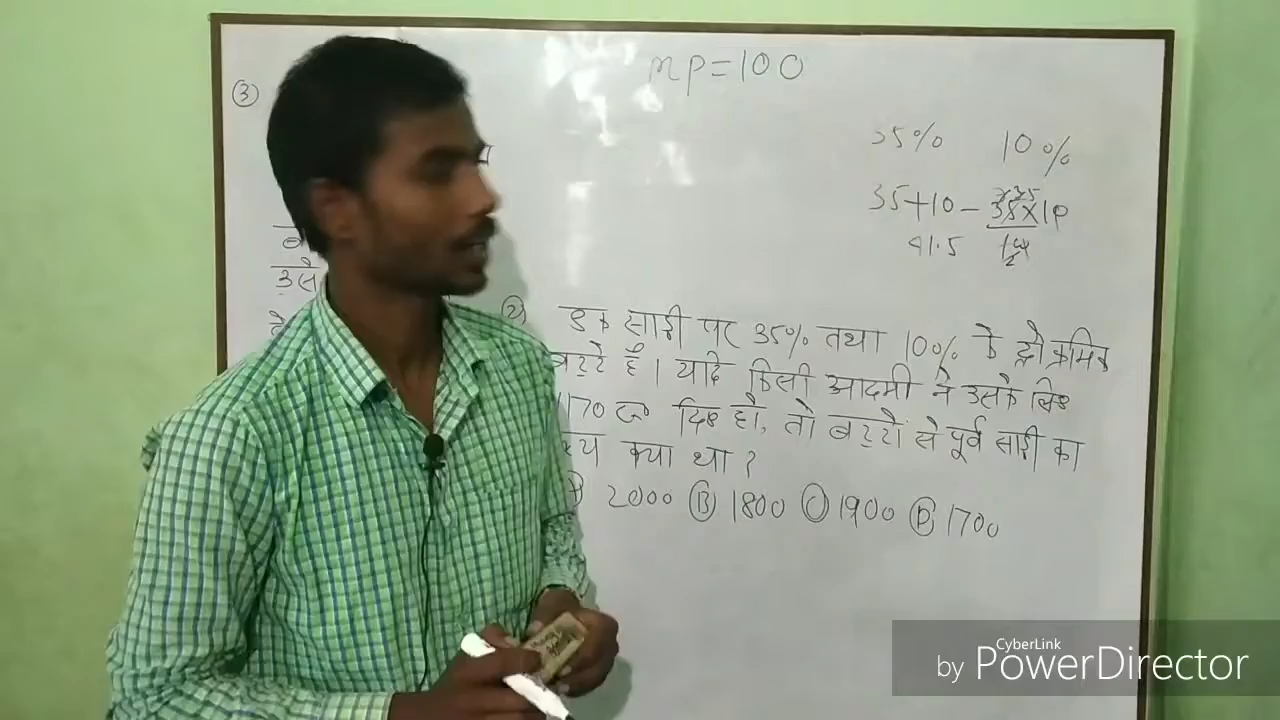 MP=100
③
35% 10%
35+10-35×10
41.5
उसे
② एक साड़ी पर 35% तथा 10% के दो क्रमिक
बट्टे है। यदि किसी आदमी ने उसके लिए
1170 रू दिए हो, तो बट्टो से पूर्व साड़ी का
क्या था ?
2000 Ⓑ 1800 Ⓒ 1900 Ⓓ 1700
CyberLink
by PowerDirector